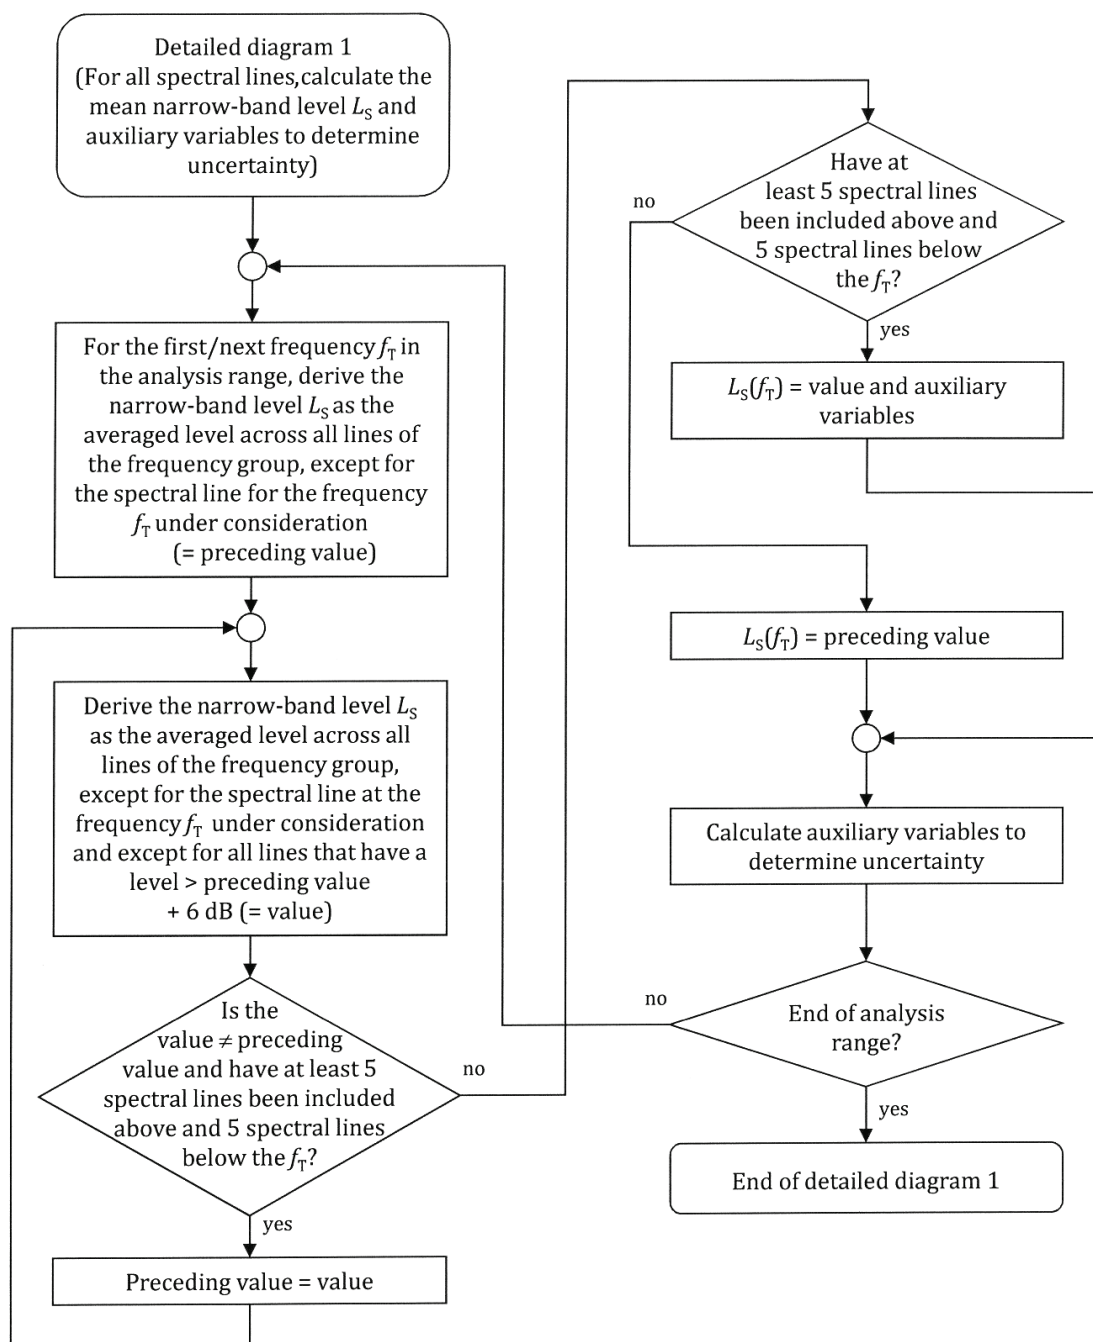 Detailed diagram 1
(For all spectral lines,calculate the
mean narrow-band level LS and
auxiliary variables to determine
uncertainty)
For the first/next frequency fT in
the analysis range, derive the
narrow-band level LS as the
averaged level across all lines of
the frequency group, except for
the spectral line for the frequency
fT under consideration
(= preceding value)
Derive the narrow-band level LS
as the averaged level across all
lines of the frequency group,
except for the spectral line at the
frequency fT under consideration
and except for all lines that have a
level > preceding value
+ 6 dB (= value)
Is the
value ≠ preceding
value and have at least 5
spectral lines been included
above and 5 spectral lines
below the fT?
no
yes
Preceding value = value
Have at
least 5 spectral lines
been included above and
5 spectral lines below
the fT?
no
yes
LS(fT) = value and auxiliary
variables
LS(fT) = preceding value
Calculate auxiliary variables to
determine uncertainty
End of analysis
range?
no
yes
End of detailed diagram 1